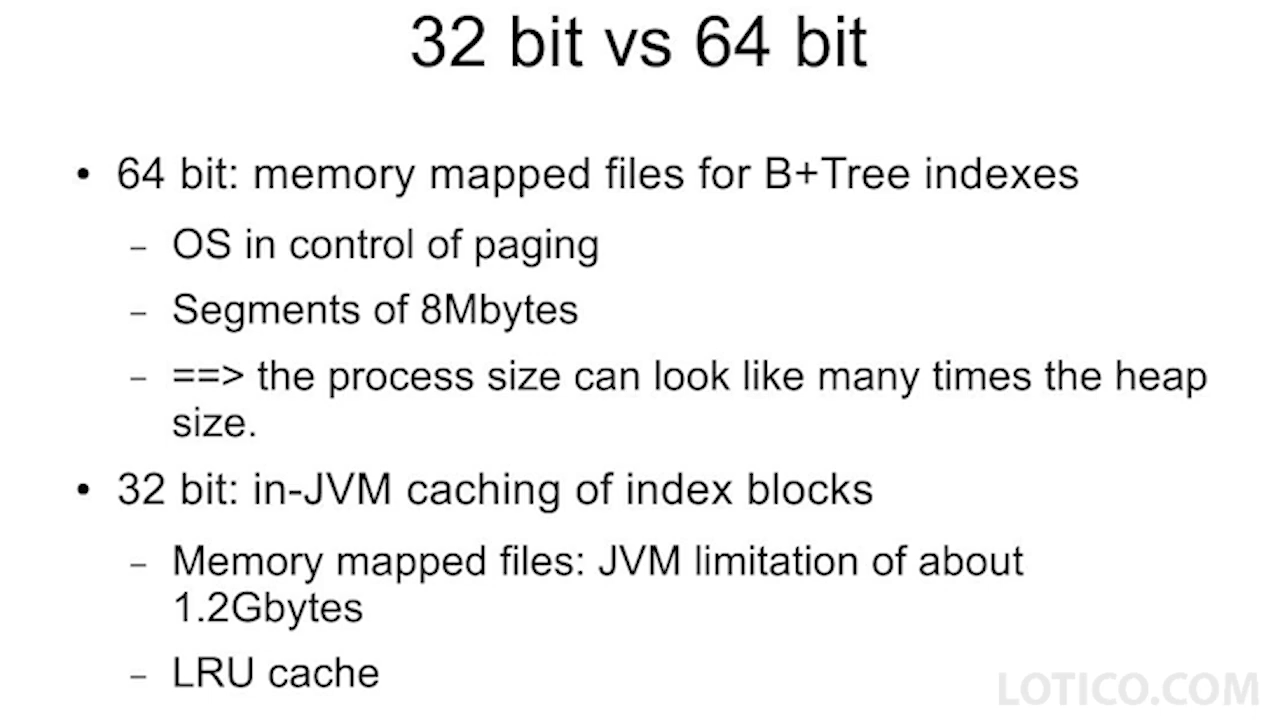 32 bit vs 64 bit
• 64 bit: memory mapped files for B+Tree indexes
– OS in control of paging
– Segments of 8Mbytes
– ==> the process size can look like many times the heap
size.
• 32 bit: in-JVM caching of index blocks
– Memory mapped files: JVM limitation of about
1.2Gbytes
– LRU cache
LOTICO.COM